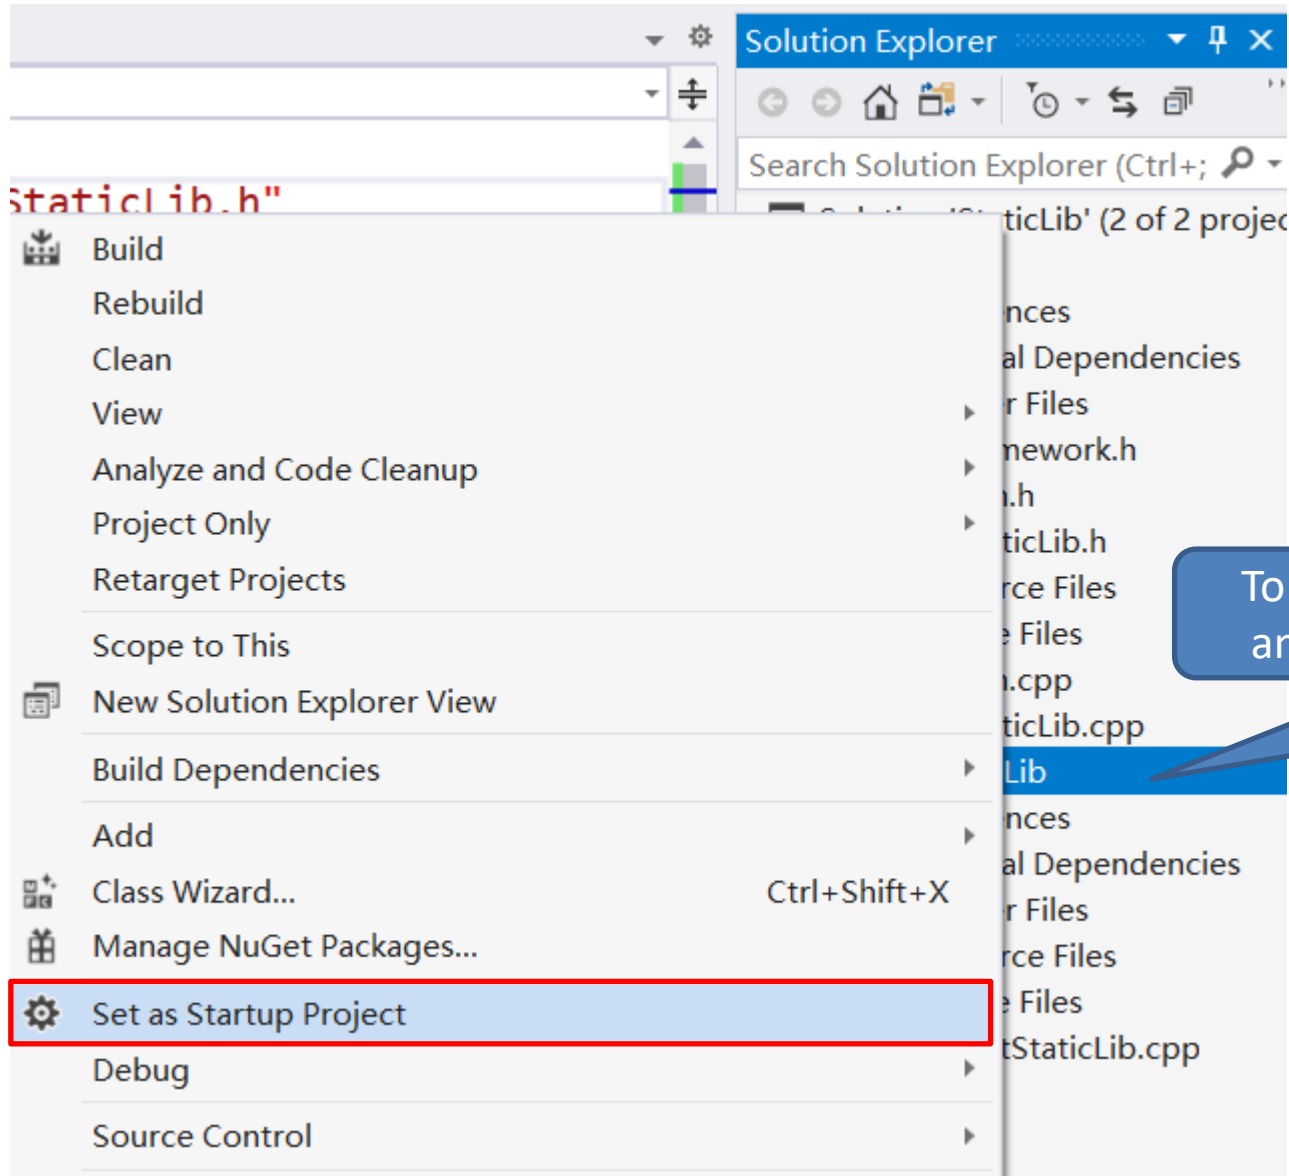 Solution Explorer
Search Solution Explorer (Ctrl+;
StaticLib.h"
ticLib' (2 of 2 projec
Build
Rebuild
nces
Clean
al Dependencies
View
r Files
Analyze and Code Cleanup
mework.h
.h
Project Only
ticLib.h
Retarget Projects
rce Files
To
Scope to This
Files
ar
New Solution Explorer View
.cpp
ticLib.cpp
Build Dependencies
Lib
Add
nces
al Dependencies
Class Wizard...
Ctrl+Shift+X
r Files
Manage NuGet Packages...
rce Files
Set as Startup Project
Files
tStaticLib.cpp
Debug
Source Control